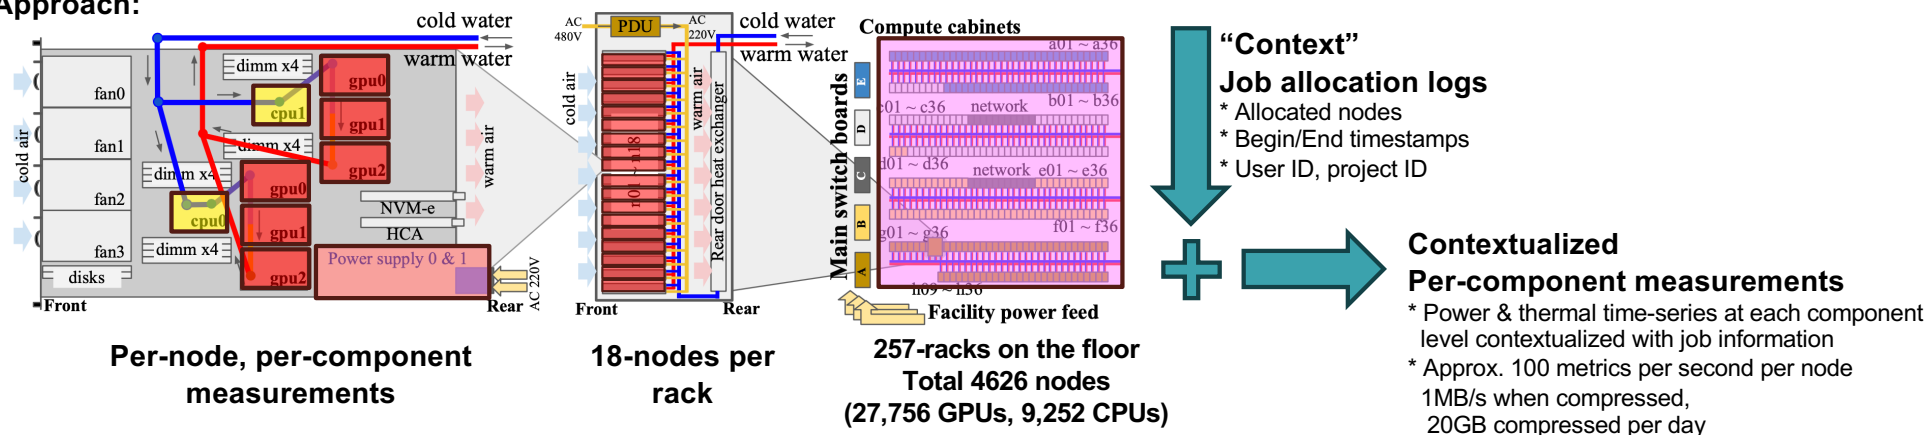 Approach:
cold water
warm water
dimm x4
gpu0
cpu1
gpu1
fan0
dimm x4
gpu2
fan1
cold air
warm air
dimm x4
gpu0
fan2
cpu0
gpu1
NVM-e
HCA
fan3
dimm x4
gpu2
Power supply 0 & 1
disks
AC 220V
Front
Rear
Per-node, per-component
measurements
AC
480V
PDU
AC
220V
cold water
warm water
cold air
n01 ~ n18
warm air
Rear door heat exchanger
Front
Rear
18-nodes per
rack
Compute cabinets
Main switch boards
E
D
C
B
A
a01 ~ a36
b01 ~ b36
c01 ~ c36
network
d01 ~ d36
network
e01 ~ e36
f01 ~ f36
g01 ~ g36
h09 ~ h36
Facility power feed
257-racks on the floor
Total 4626 nodes
(27,756 GPUs, 9,252 CPUs)
“Context”
Job allocation logs
* Allocated nodes
* Begin/End timestamps
* User ID, project ID
Contextualized
Per-component measurements
* Power & thermal time-series at each component
level contextualized with job information
* Approx. 100 metrics per second per node
1MB/s when compressed,
20GB compressed per day